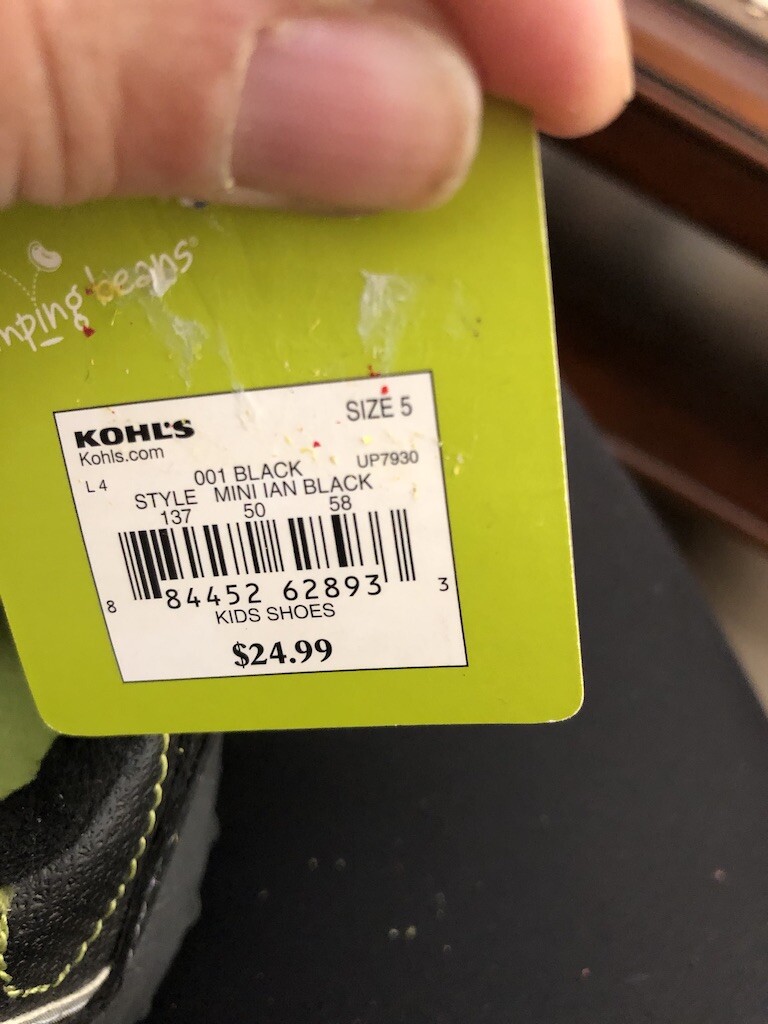 beans®
KOHL'S SIZE 5
Kohls.com
L 4 001 BLACK UP7930
STYLE MINI IAN BLACK
137 50 58
8 84452 62893 3
KIDS SHOES
$24.99